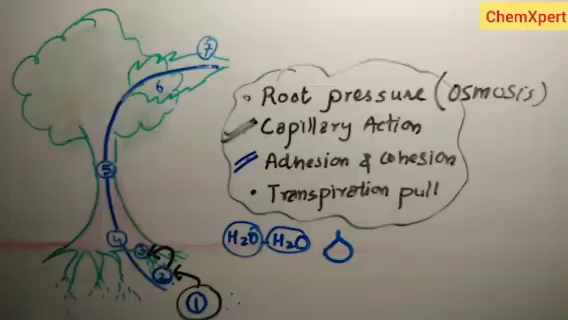 ChemXpert
7
6
• Root pressure (osmosis)
Capillary Action
Adhesion & cohesion
• Transpiration pull
5
4
3
2
1
H2O-H2O